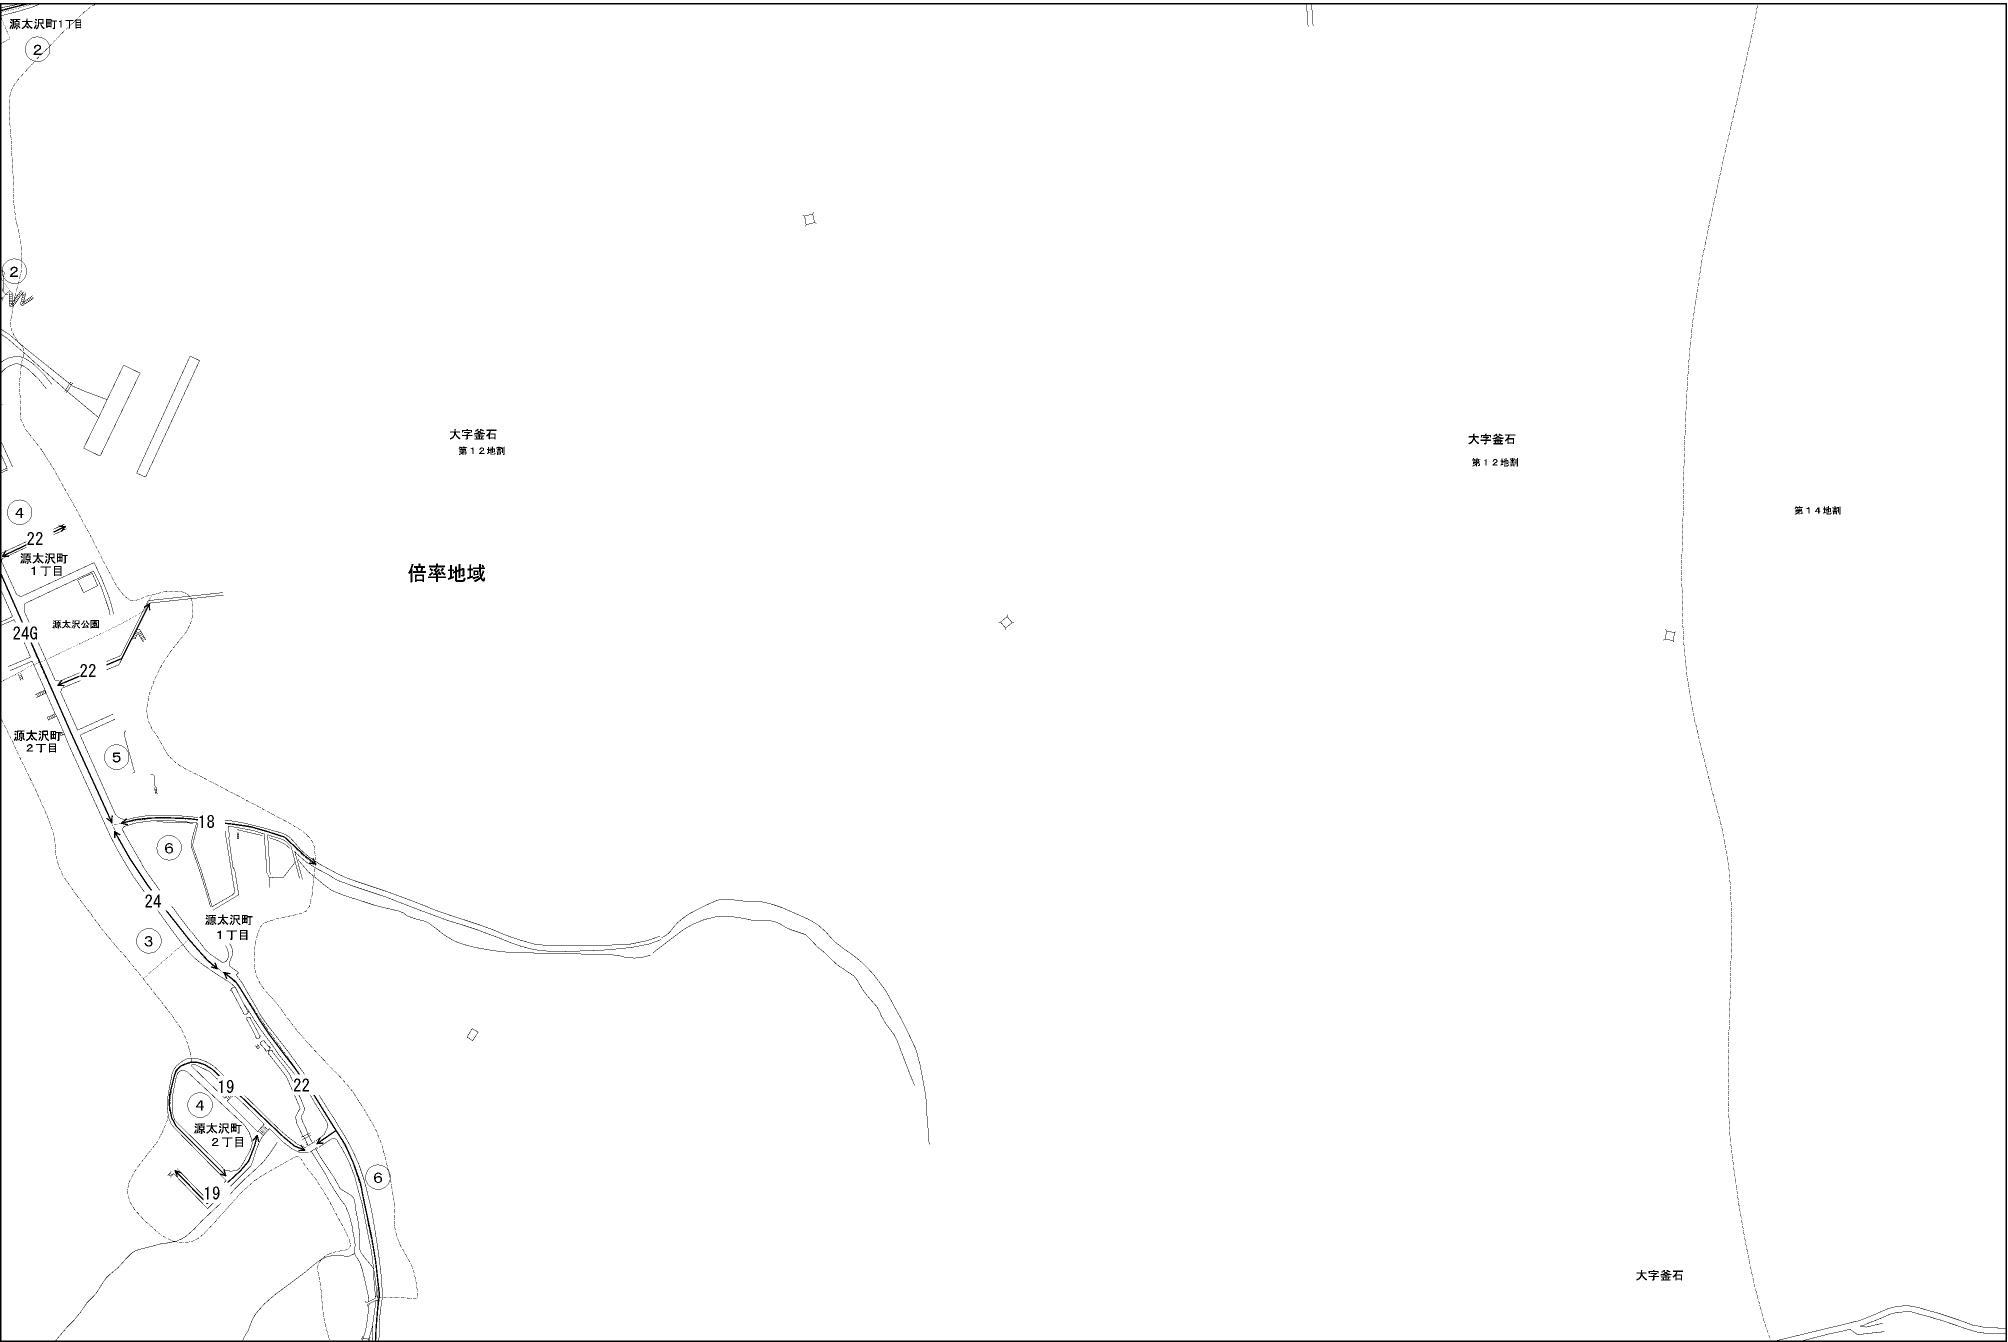 源太沢町1丁目
2
2
大字釜石
第12地割
大字釜石
第12地割
第14地割
4
22
源太沢町
1丁目
倍率地域
源太沢公園
24G
22
源太沢町
2丁目
5
18
6
24
源太沢町
1丁目
3
19
22
4
源太沢町
2丁目
6
19
大字釜石